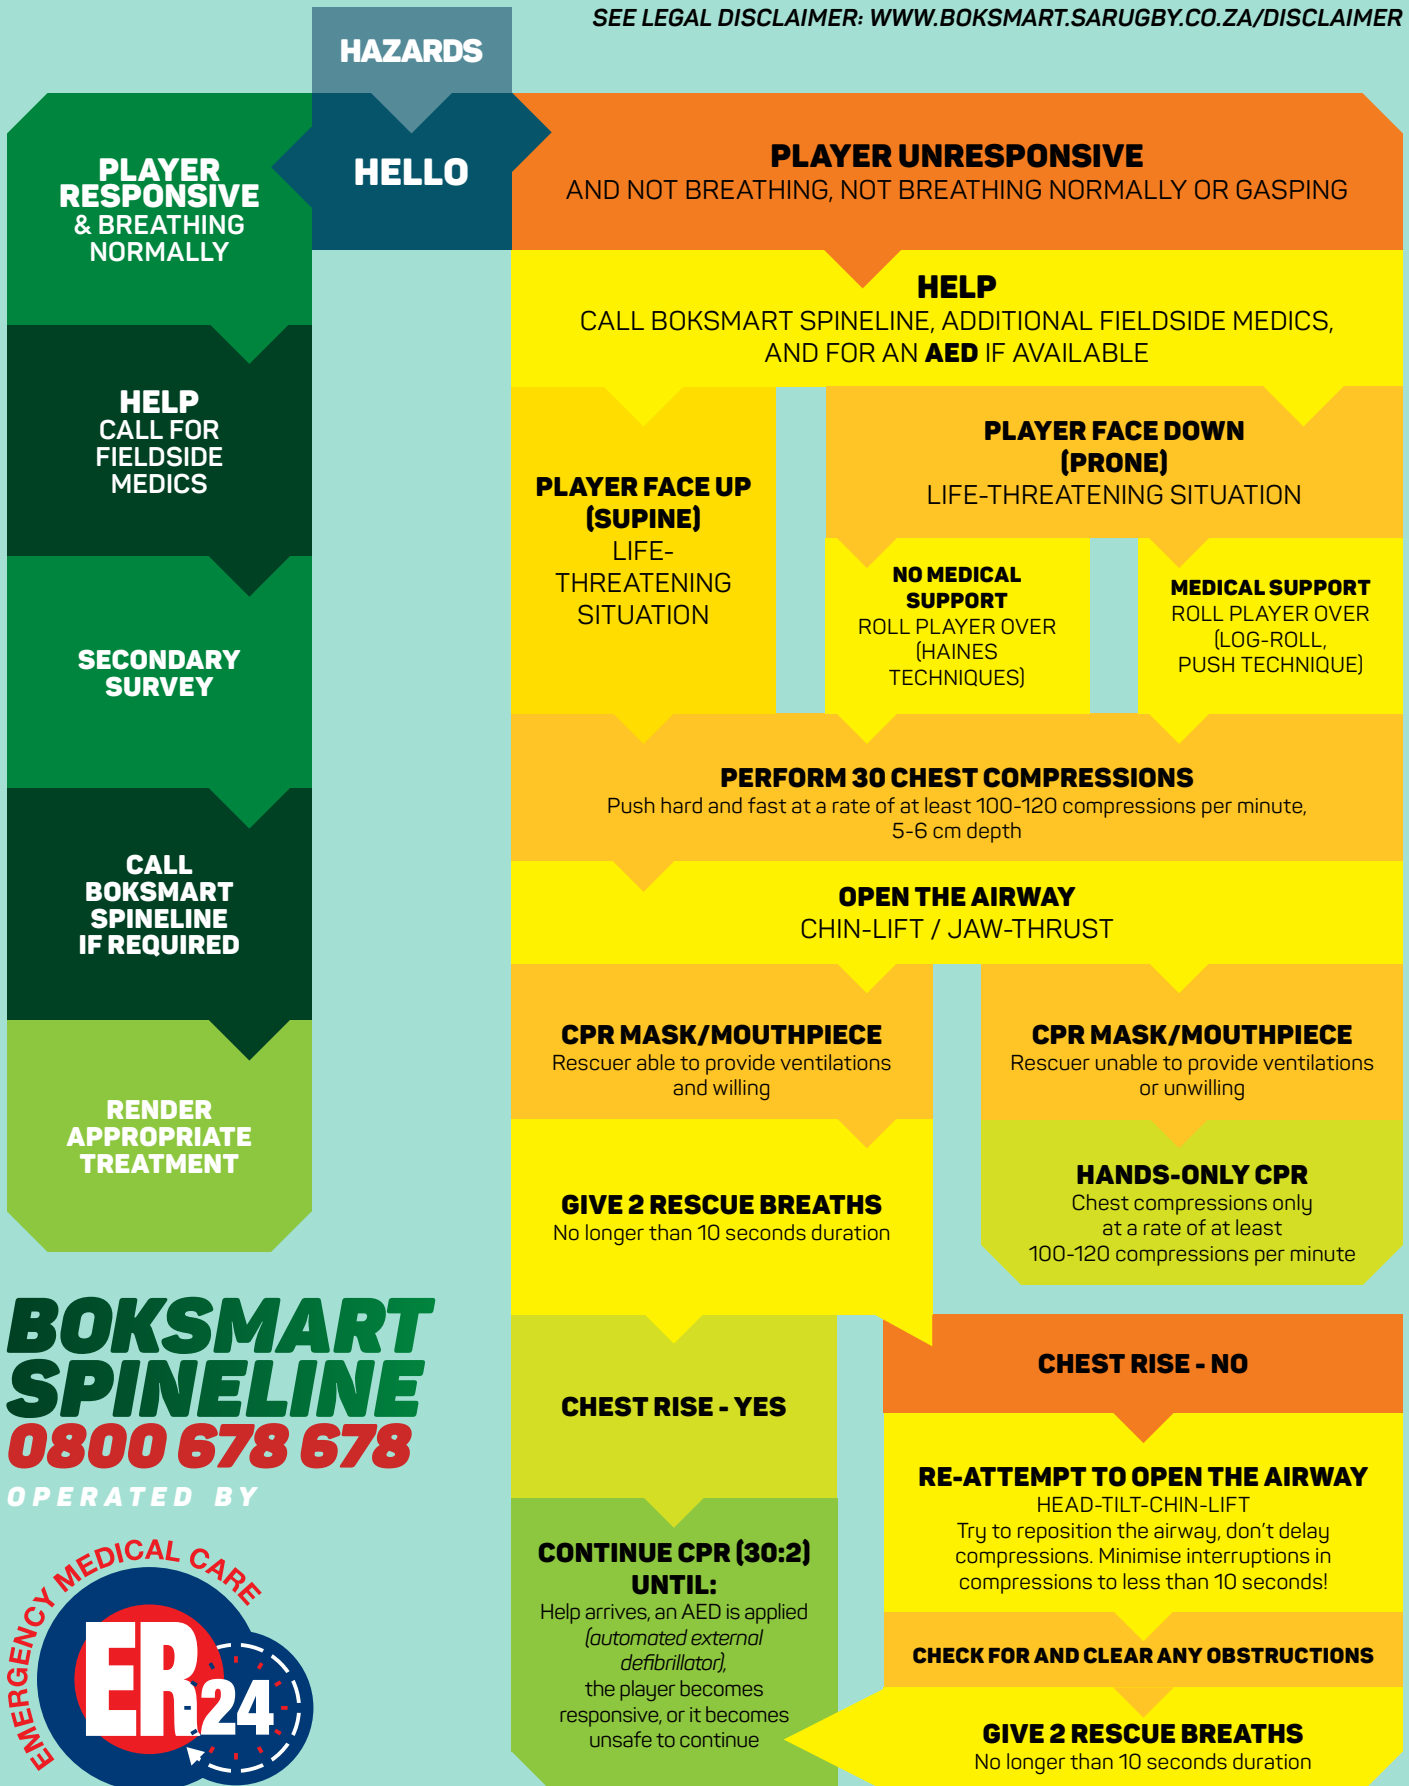 SEE LEGAL DISCLAIMER: WWW.BOKSMART.SARUGBY.CO.ZA/DISCLAIMER
HAZARDS
HELLO
PLAYER
RESPONSIVE
& BREATHING
NORMALLY
HELP
CALL FOR
FIELDSIDE
MEDICS
SECONDARY
SURVEY
CALL
BOKSMART
SPINELINE
IF REQUIRED
RENDER
APPROPRIATE
TREATMENT
PLAYER UNRESPONSIVE
AND NOT BREATHING, NOT BREATHING NORMALLY OR GASPING
HELP
CALL BOKSMART SPINELINE, ADDITIONAL FIELDSIDE MEDICS,
AND FOR AN AED IF AVAILABLE
PLAYER FACE UP
(SUPINE)
LIFE-
THREATENING
SITUATION
PLAYER FACE DOWN
(PRONE)
LIFE-THREATENING SITUATION
NO MEDICAL
SUPPORT
ROLL PLAYER OVER
(HAINES
TECHNIQUES)
MEDICAL SUPPORT
ROLL PLAYER OVER
(LOG-ROLL,
PUSH TECHNIQUE)
PERFORM 30 CHEST COMPRESSIONS
Push hard and fast at a rate of at least 100-120 compressions per minute,
5-6 cm depth
OPEN THE AIRWAY
CHIN-LIFT / JAW-THRUST
CPR MASK/MOUTHPIECE
Rescuer able to provide ventilations
and willing
CPR MASK/MOUTHPIECE
Rescuer unable to provide ventilations
or unwilling
GIVE 2 RESCUE BREATHS
No longer than 10 seconds duration
HANDS-ONLY CPR
Chest compressions only
at a rate of at least
100-120 compressions per minute
CHEST RISE - YES
CONTINUE CPR (30:2)
UNTIL:
Help arrives, an AED is applied
(automated external
defibrillator),
the player becomes
responsive, or it becomes
unsafe to continue
CHEST RISE - NO
RE-ATTEMPT TO OPEN THE AIRWAY
HEAD-TILT-CHIN-LIFT
Try to reposition the airway, don't delay
compressions. Minimise interruptions in
compressions to less than 10 seconds!
CHECK FOR AND CLEAR ANY OBSTRUCTIONS
GIVE 2 RESCUE BREATHS
No longer than 10 seconds duration
BOKSMART
SPINELINE
0800 678 678
OPERATED BY
EMERGENCY MEDICAL CARE
ER24